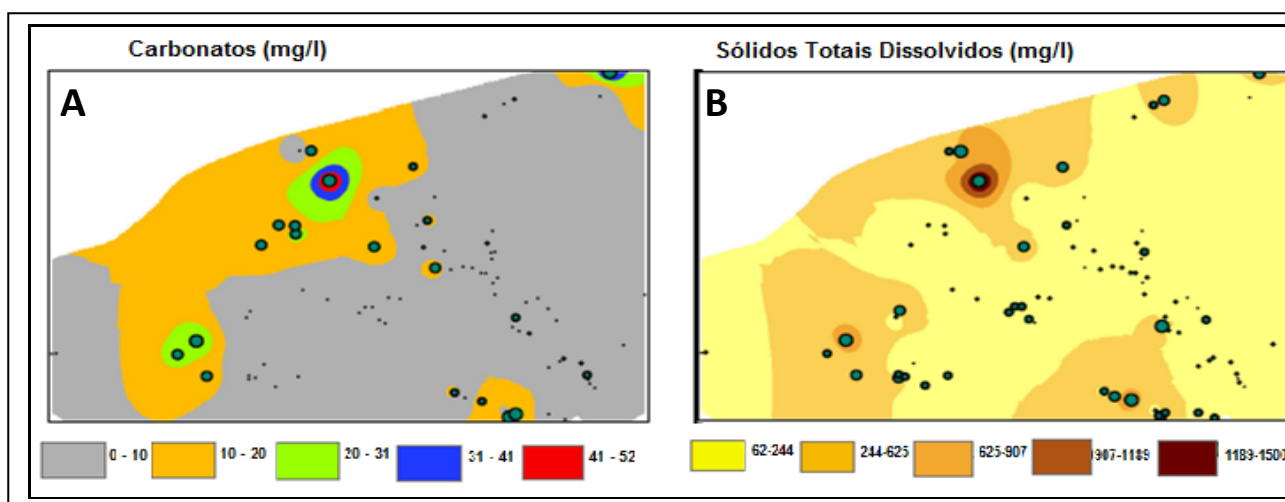 Carbonatos (mg/l)
Sólidos Totais Dissolvidos (mg/l)
A
B
0 - 10
10 - 20
20 - 31
31 - 41
41 - 52
62-244
244-625
625-907
907-1189
1189-1500